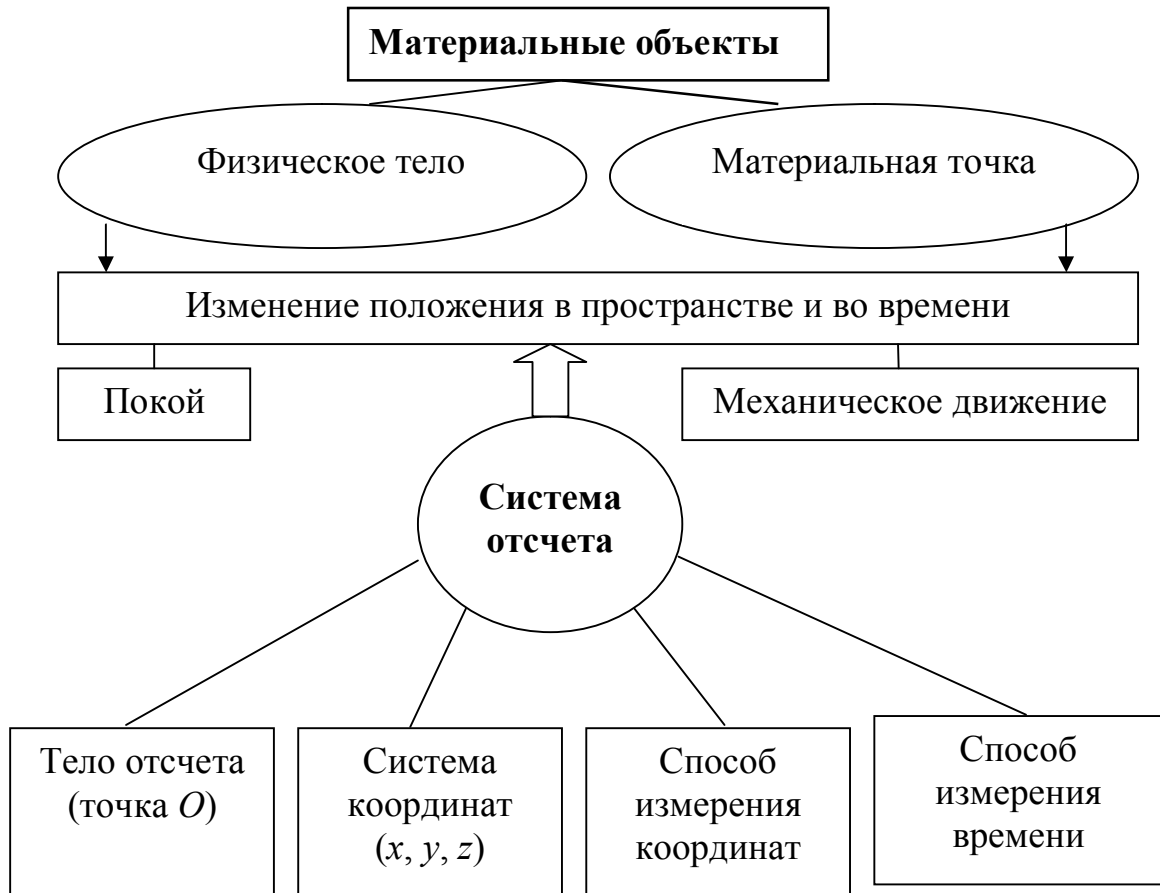 Материальные объекты
Физическое тело
Материальная точка
Изменение положения в пространстве и во времени
Покой
Механическое движение
Система
отсчета
Тело отсчета
(точка O)
Система
координат
(x, y, z)
Способ
измерения
координат
Способ
измерения
времени